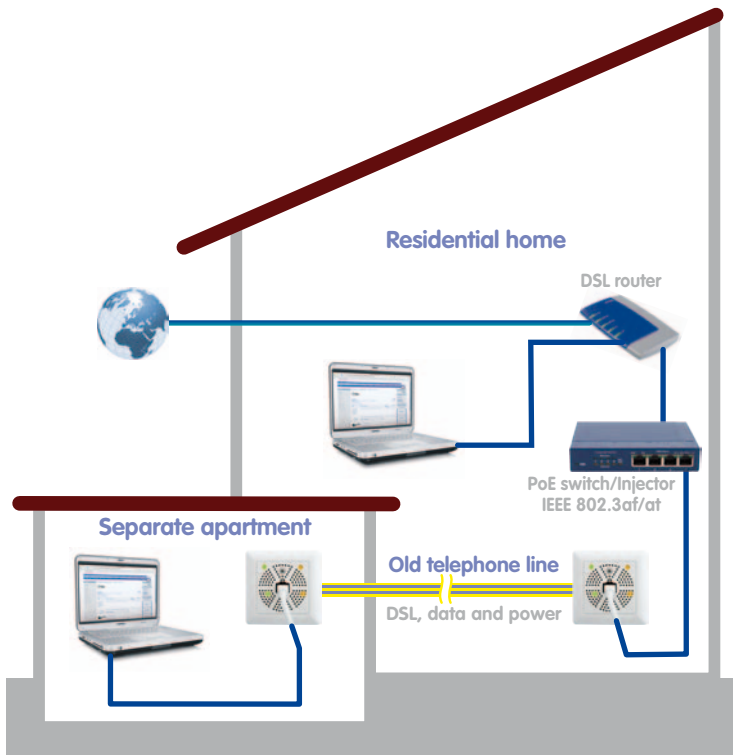 Residential home
DSL router
PoE switch/Injector
IEEE 802.3af/at
Separate apartment
Old telephone line
DSL, data and power